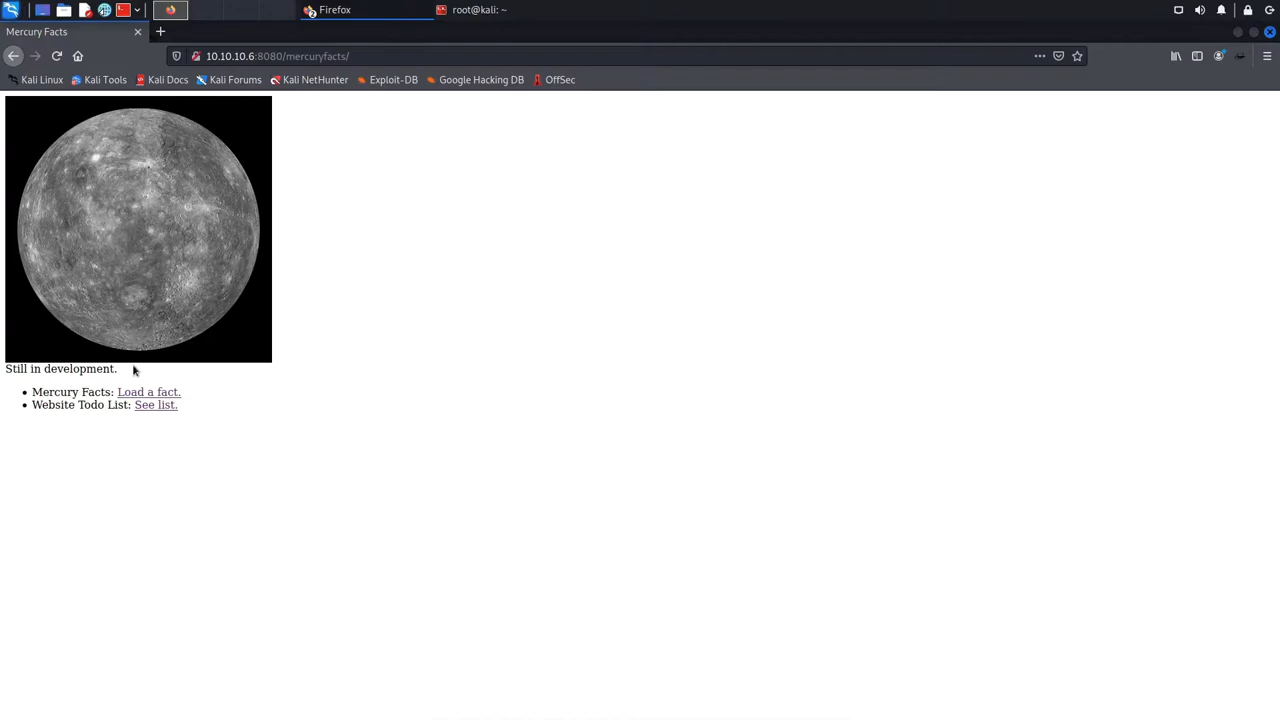 Firefox
root@kali: ~
Mercury Facts
10.10.10.6:8080/mercuryfacts/
Kali Linux
Kali Tools
Kali Docs
Kali Forums
Kali NetHunter
Exploit-DB
Google Hacking DB
OffSec
Still in development.
Mercury Facts: Load a fact.
Website Todo List: See list.